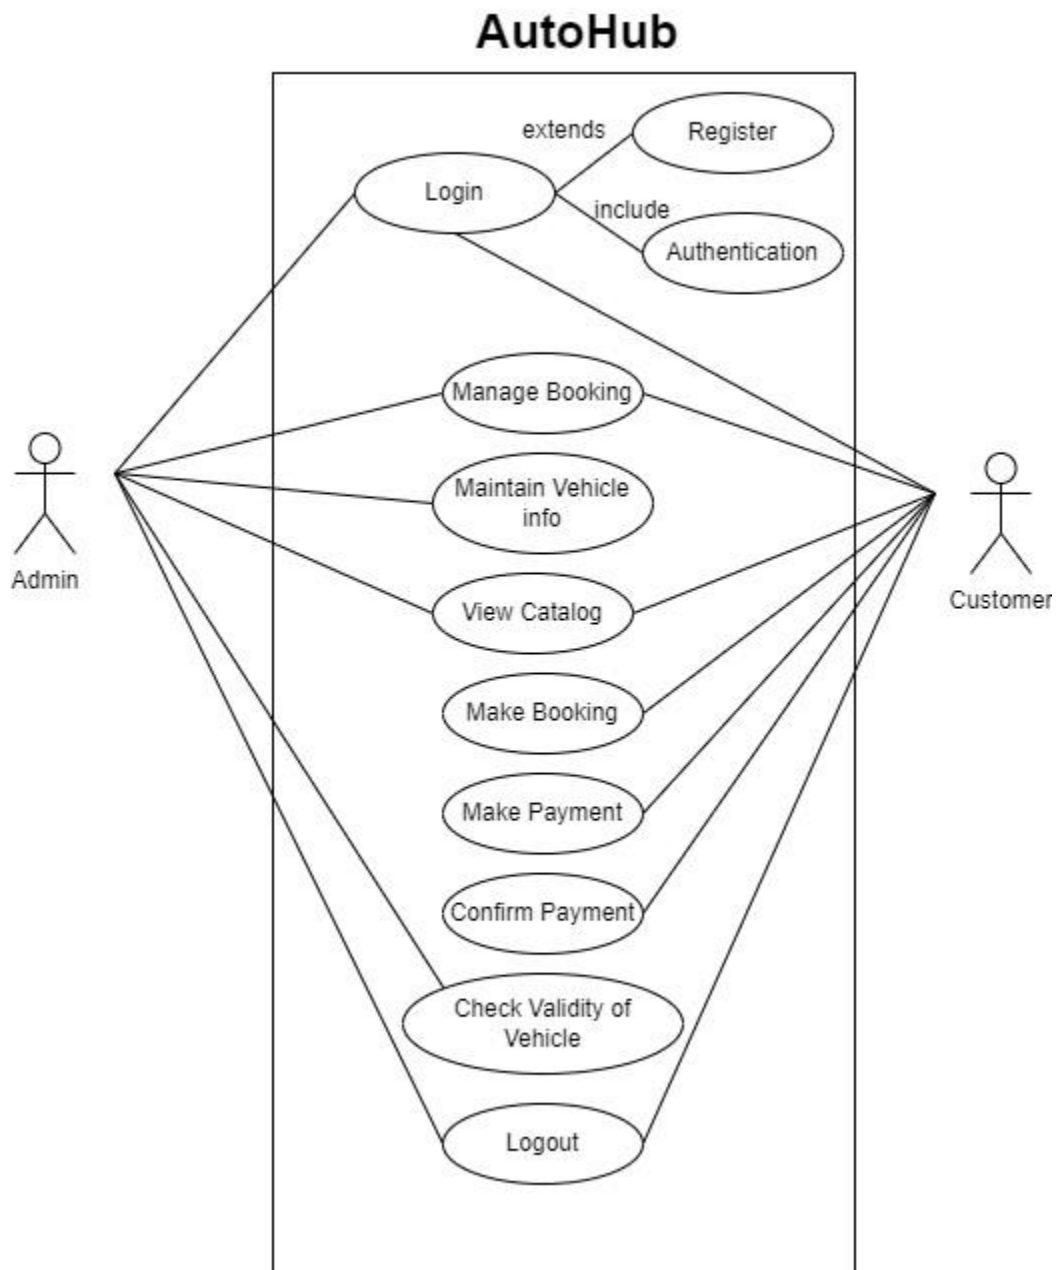 AutoHub
extends
Register
Login
include
Authentication
Manage Booking
Maintain Vehicle
info
Admin
Customer
View Catalog
Make Booking
Make Payment
Confirm Payment
Check Validity of
Vehicle
Logout